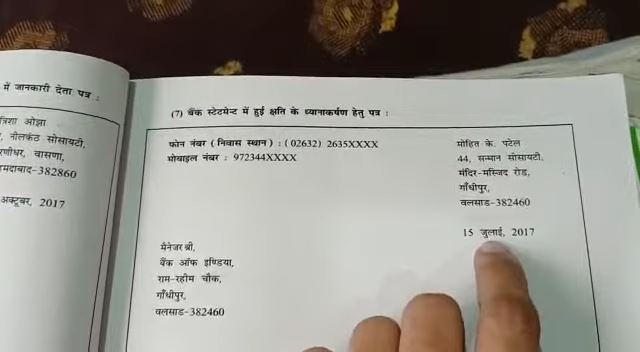 में जानकारी देता पत्र :
त्रिशा ओझा
, नीलकंठ सोसायटी,
रणीधर, वासणा,
मदाबाद-382860
अक्टूबर, 2017
(7) बैंक स्टेटमेन्ट में हुई क्षति के ध्यानाकर्षण हेतु पत्र :
फोन नंबर (निवास स्थान) : (02632) 2635XXXX
मोबाइल नंबर : 972344XXXX
मोहित के. पटेल
44, सन्मान सोसायटी,
मंदिर-मस्जिद रोड,
गाँधीपुर,
वलसाड-382460
15 जुलाई, 2017
मैनेजर श्री,
बैंक ऑफ इण्डिया,
राम-रहीम चौक,
गाँधीपुर,
वलसाड-382460